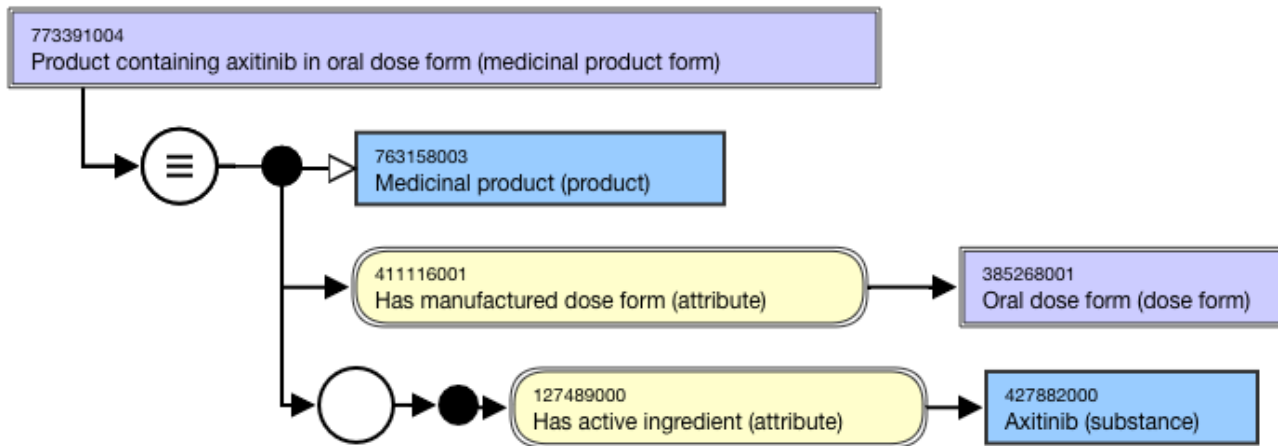 773391004
Product containing axitinib in oral dose form (medicinal product form)
763158003
Medicinal product (product)
411116001
Has manufactured dose form (attribute)
385268001
Oral dose form (dose form)
127489000
Has active ingredient (attribute)
427882000
Axitinib (substance)